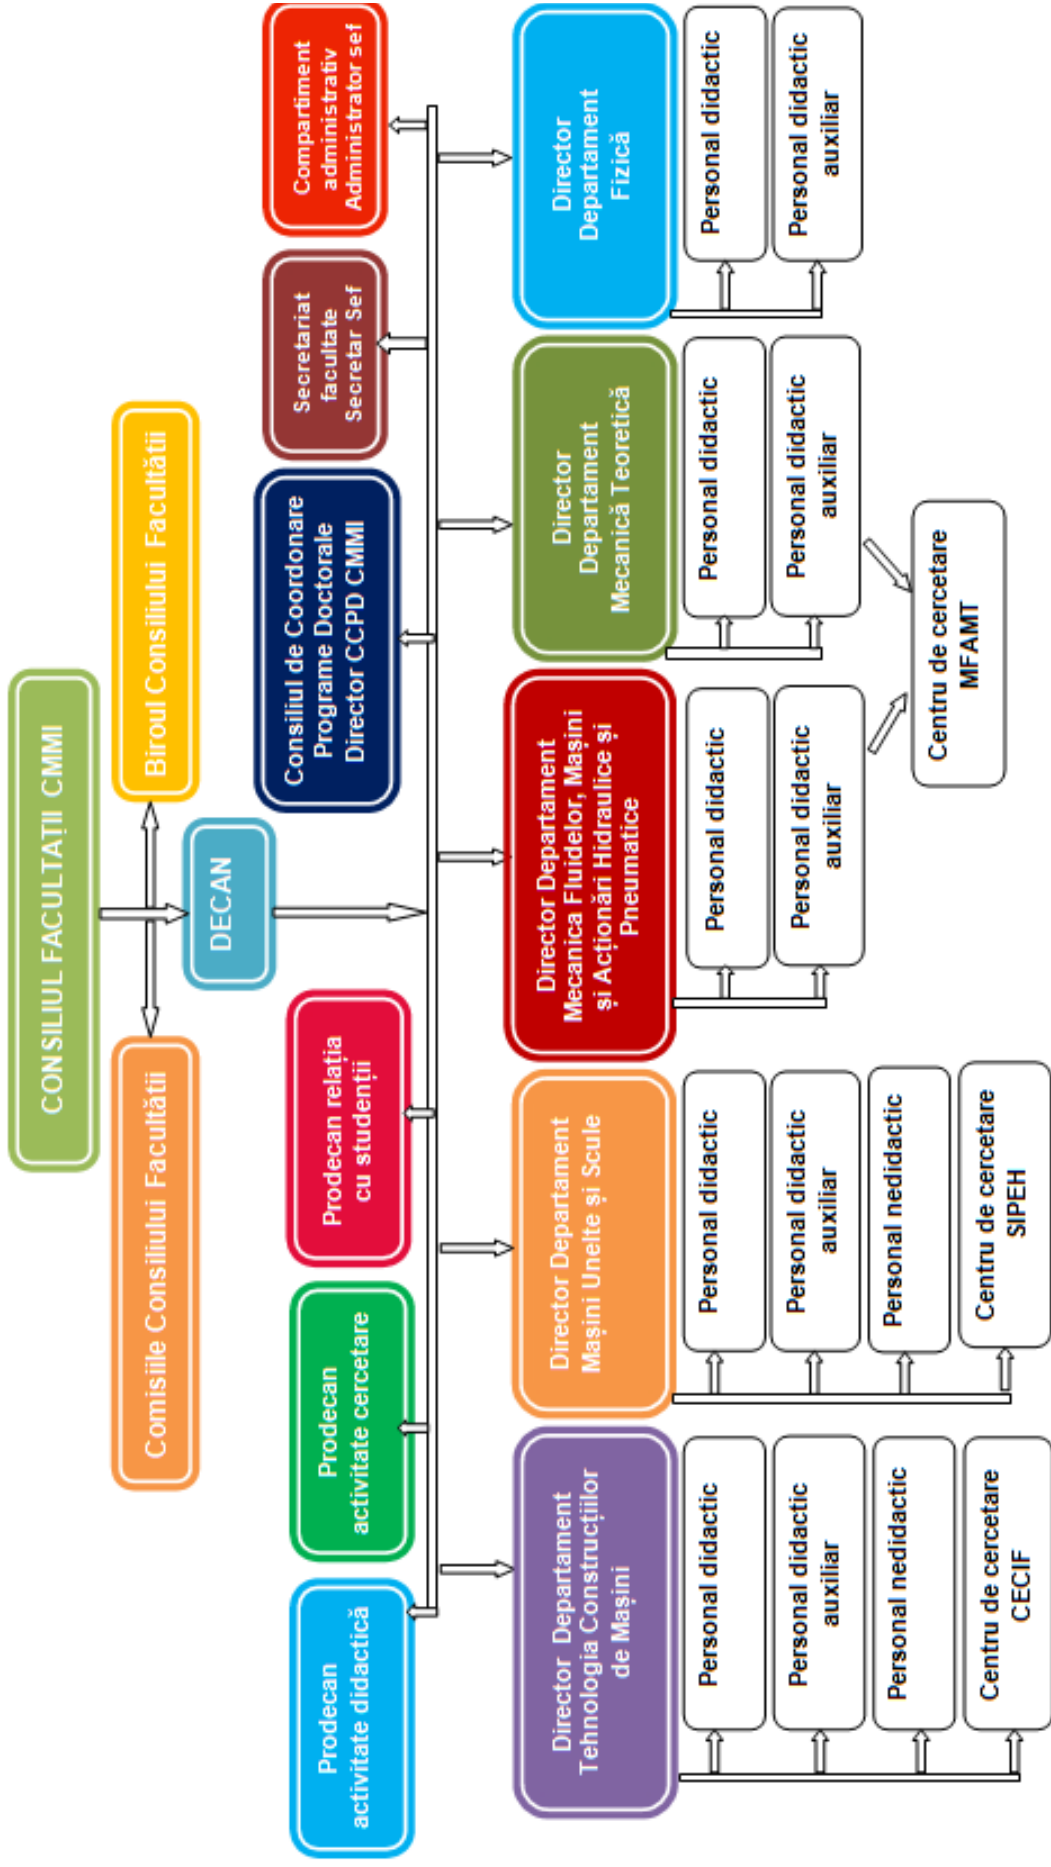 CONSILIUL FACULTAȚII CMMI
Comisiile Consiliului Facultății
Biroul Consiliului Facultății
DECAN
Prodecan
activitate didactică
Prodecan
activitate cercetare
Prodecan relația
cu studenții
Consiliul de Coordonare
Programe Doctorale
Director CCPD CMMI
Secretariat
facultate
Secretar Sef
Compartiment
administrativ
Administrator sef
Director Departament
Tehnologia Construcțiilor
de Mașini
Personal didactic
Personal didactic
auxiliar
Personal nedidactic
Centru de cercetare
CECIF
Director Departament
Mașini Unelte și Scule
Personal didactic
Personal didactic
auxiliar
Personal nedidactic
Centru de cercetare
SIPEH
Director Departament
Mecanica Fluidelor, Mașini
și Acționări Hidraulice și
Pneumatice
Personal didactic
Personal didactic
auxiliar
Director
Departament
Mecanică Teoretică
Personal didactic
Personal didactic
auxiliar
Centru de cercetare
MFAMT
Director
Departament
Fizică
Personal didactic
Personal didactic
auxiliar